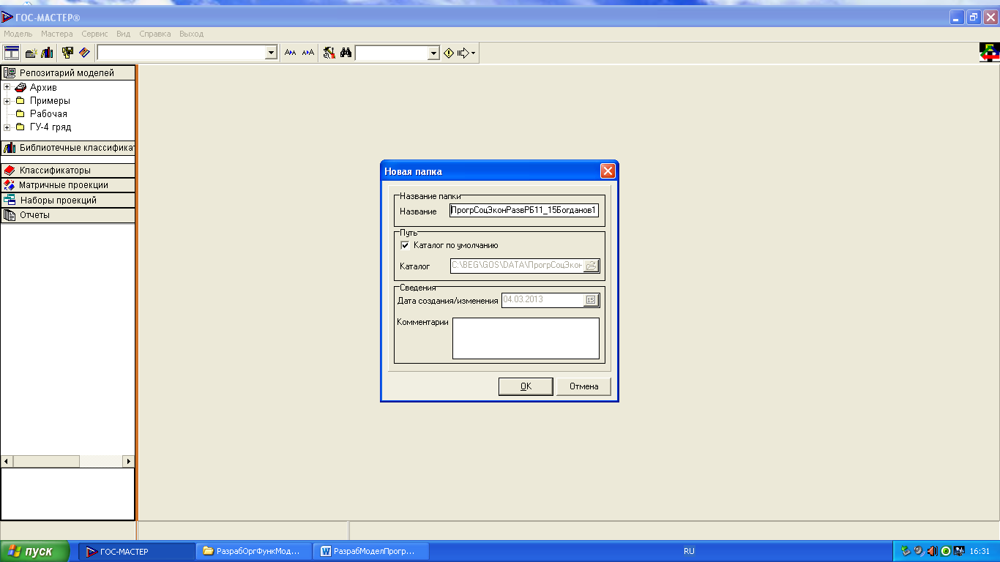 ГОС-МАСТЕР®
Модель Мастера Сервис Вид Справка Выход
Репозитарий моделей
Архив
Примеры
Рабочая
ГУ-4 гряд
Библиотечные классифика
Классификаторы
Матричные проекции
Наборы проекций
Отчеты
Новая папка
Название папки
Название ПрогрСоцЭконРазвРБ11_15Богданов1
Путь
Каталог по умолчанию
Каталог C:\BEG\GOS\DATA\ПрогрСоцЭкон
Сведения
Дата создания/изменения 04.03.2013 15
Комментарии
OK Отмена
пуск ГОС-МАСТЕР РазрабОргФункМод... РазрабМоделПрогр... RU 16:31